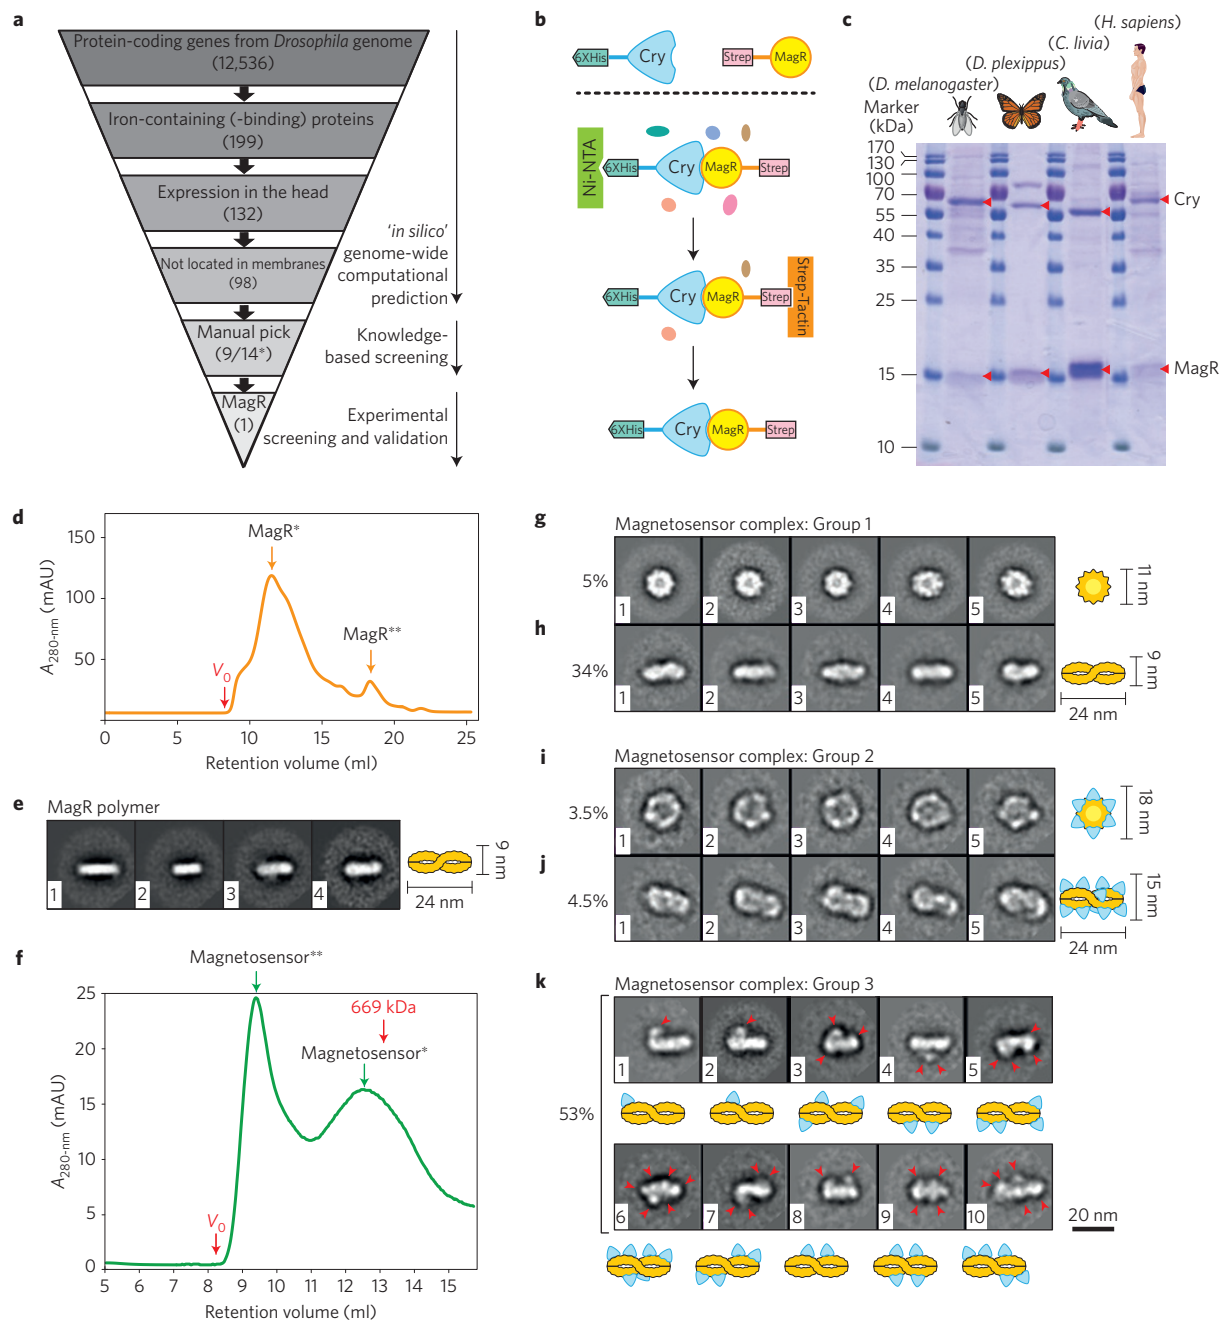 a
Protein-coding genes from Drosophila genome
(12,536)
Iron-containing (-binding) proteins
(199)
Expression in the head
(132)
Not located in membranes
(98)
Manual pick
(9/14*)
MagR
(1)
'in silico'
genome-wide
computational
prediction
Knowledge-
based screening
Experimental
screening and validation
b
6XHis
Cry
Strep
MagR
Ni-NTA
6XHis
Cry
MagR
Strep
6XHis
Cry
MagR
Strep
Strep-Tactin
6XHis
Cry
MagR
Strep
c
(H. sapiens)
(C. livia)
(D. plexippus)
(D. melanogaster)
Marker
(kDa)
170
130
100
70
55
40
35
25
15
10
Cry
MagR
d
A280-nm (mAU)
150
100
50
0
5
10
15
20
25
V0
MagR*
MagR**
Retention volume (ml)
e
MagR polymer
1
2
3
4
9 nm
24 nm
f
A280-nm (mAU)
25
20
15
10
5
0
5
6
7
8
9
10
11
12
13
14
15
Magnetosensor**
669 kDa
Magnetosensor*
V0
Retention volume (ml)
g
Magnetosensor complex: Group 1
5%
1
2
3
4
5
11 nm
h
34%
1
2
3
4
5
9 nm
24 nm
i
Magnetosensor complex: Group 2
3.5%
1
2
3
4
5
18 nm
j
4.5%
1
2
3
4
5
15 nm
24 nm
k
Magnetosensor complex: Group 3
53%
1
2
3
4
5
6
7
8
9
10
20 nm